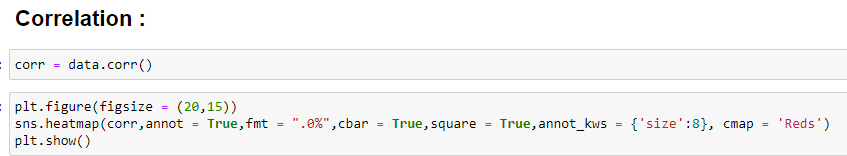 Correlation :
corr = data.corr()
plt.figure(figsize = (20,15))
sns.heatmap(corr,annot = True,fmt = ".0%",cbar = True,square = True,annot_kws = {'size':8}, cmap = 'Reds')
plt.show()